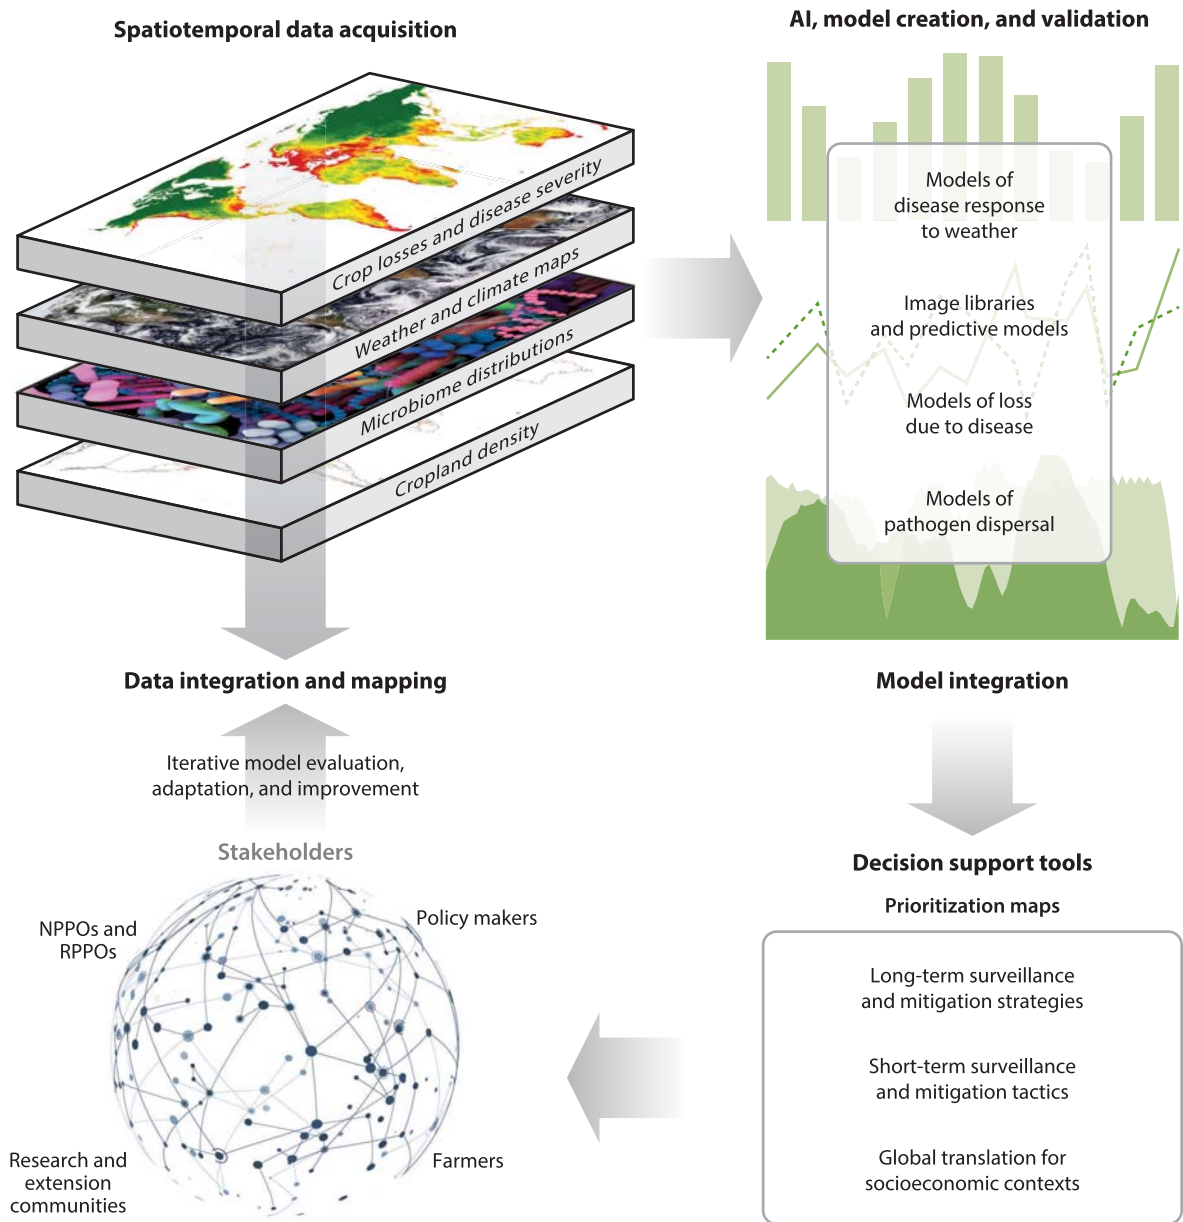 Spatiotemporal data acquisition
Crop losses and disease severity
Weather and climate maps
Microbiome distributions
Cropland density
Data integration and mapping
Iterative model evaluation,
adaptation, and improvement
Stakeholders
NPPOs and
RPPOs
Policy makers
Research and
extension
communities
Farmers
AI, model creation, and validation
Models of
disease response
to weather
Image libraries
and predictive models
Models of loss
due to disease
Models of
pathogen dispersal
Model integration
Decision support tools
Prioritization maps
Long-term surveillance
and mitigation strategies
Short-term surveillance
and mitigation tactics
Global translation for
socioeconomic contexts